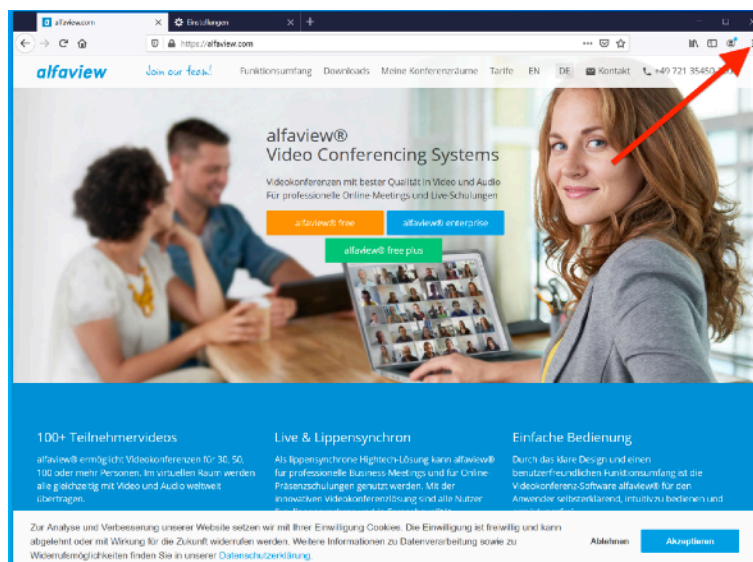 alfaview.com
Einstellungen
https://alfaview.com
alfaview
Join our team!
Funktionsumfang
Downloads
Meine Konferenzräume
Tarife
EN
DE
Kontakt
+49 721 35450-
alfaview®
Video Conferencing Systems
Videokonferenzen mit bester Qualität in Video und Audio
Für professionelle Online-Meetings und Live-Schulungen
alfaview® free
alfaview® enterprise
alfaview® free plus
100+ Teilnehmervideos
alfaview® ermöglicht Videokonferenzen für 30, 50,
100 oder mehr Personen. Im virtuellen Raum werden
alle gleichzeitig mit Video und Audio weltweit
übertragen.
Live & Lippensynchron
Als lippensynchrone Hightech-Lösung kann alfaview®
für professionelle Business-Meetings und für Online-
Präsenzschulungen genutzt werden. Mit der
innovativen Videokonferenzlösung sind alle Nutzer
Einfache Bedienung
Durch das klare Design und einen
benutzerfreundlichen Funktionsumfang ist die
Videokonferenz-Software alfaview® für den
Anwender selbsterklärend, intuitiv zu bedienen und
Zur Analyse und Verbesserung unserer Website setzen wir mit Ihrer Einwilligung Cookies. Die Einwilligung ist freiwillig und kann
abgelehnt oder mit Wirkung für die Zukunft widerrufen werden. Weitere Informationen zu Datenverarbeitung sowie zu
Widerrufsmöglichkeiten finden Sie in unserer Datenschutzerklärung.
Ablehnen
Akzeptieren